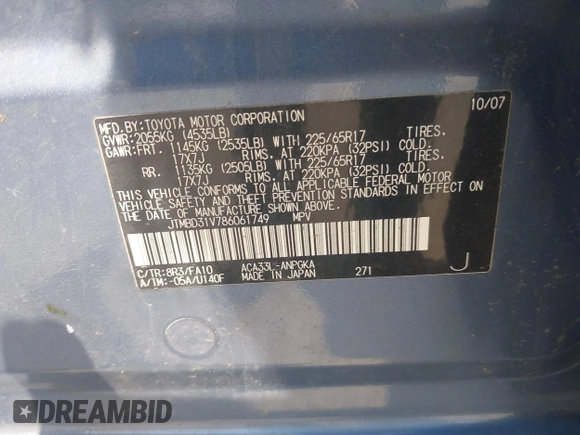 MFD.BY:TOYOTA MOTOR CORPORATION 10/07
GVWR:2055KG (4535LB)
GAWR:FRT. 1145KG (2535LB) WITH 225/65R17 TIRES.
17X7J RIMS, AT 220KPA (32PSI) COLD.
RR. 1135KG (2505LB) WITH 225/65R17 TIRES.
17X7J RIMS, AT 220KPA (32PSI) COLD.
THIS VEHICLE CONFORMS TO ALL APPLICABLE FEDERAL MOTOR
VEHICLE SAFETY AND THEFT PREVENTION STANDARDS IN EFFECT
ON THE DATE OF MANUFACTURE SHOWN ABOVE.
JTMBD31V786061749 MPV
C/TR:8R3/FA10 ACA33L-ANPGKA
A/TM:-05A/U140F MADE IN JAPAN 271 J
DREAMBID